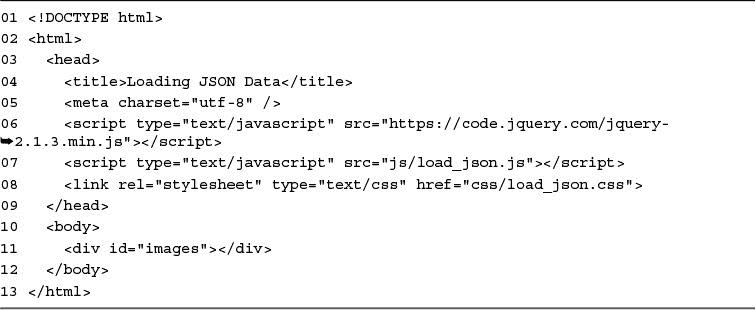 01 <!DOCTYPE html>
02 <html>
03   <head>
04     <title>Loading JSON Data</title>
05     <meta charset="utf-8" />
06     <script type="text/javascript" src="https://code.jquery.com/jquery-
➥2.1.3.min.js"></script>
07     <script type="text/javascript" src="js/load_json.js"></script>
08     <link rel="stylesheet" type="text/css" href="css/load_json.css">
09   </head>
10   <body>
11     <div id="images"></div>
12   </body>
13 </html>